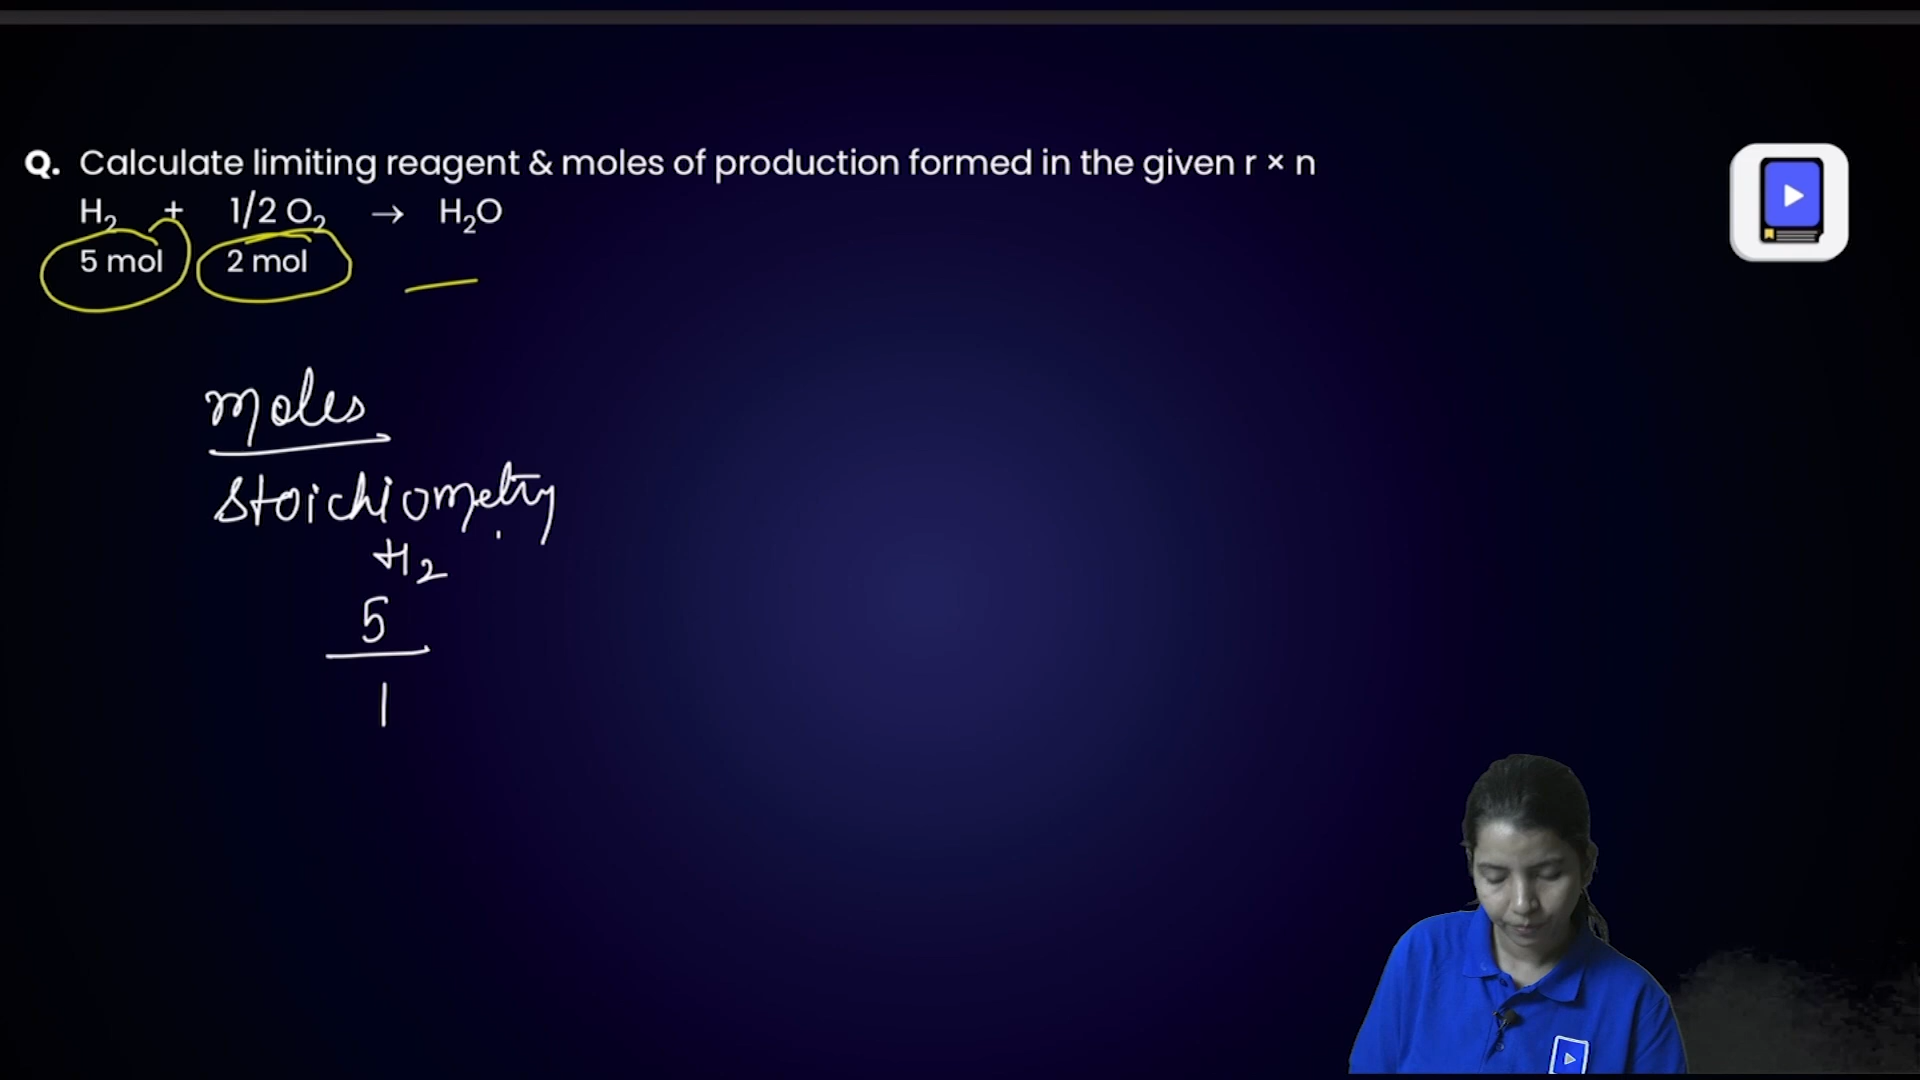 Q. Calculate limiting reagent & moles of production formed in the given r × n
H₂ + 1/2 O₂ → H₂O
5 mol 2 mol
moles
stoichiometry
H₂
5
1